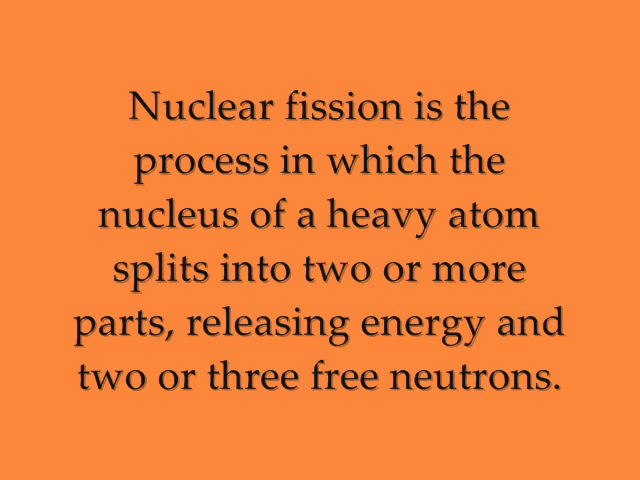 Nuclear fission is the
process in which the
nucleus of a heavy atom
splits into two or more
parts, releasing energy and
two or three free neutrons.